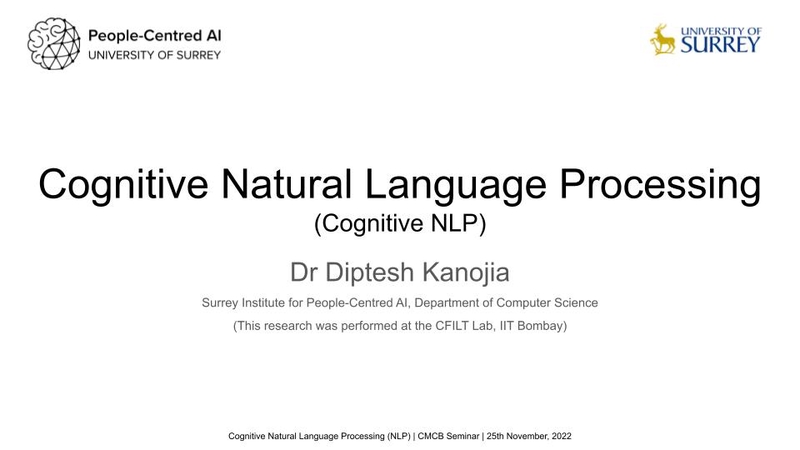 People-Centred AI
UNIVERSITY OF SURREY
UNIVERSITY OF
SURREY
Cognitive Natural Language Processing
(Cognitive NLP)
Dr Diptesh Kanojia
Surrey Institute for People-Centred AI, Department of Computer Science
(This research was performed at the CFILT Lab, IIT Bombay)
Cognitive Natural Language Processing (NLP) | CMCB Seminar | 25th November, 2022